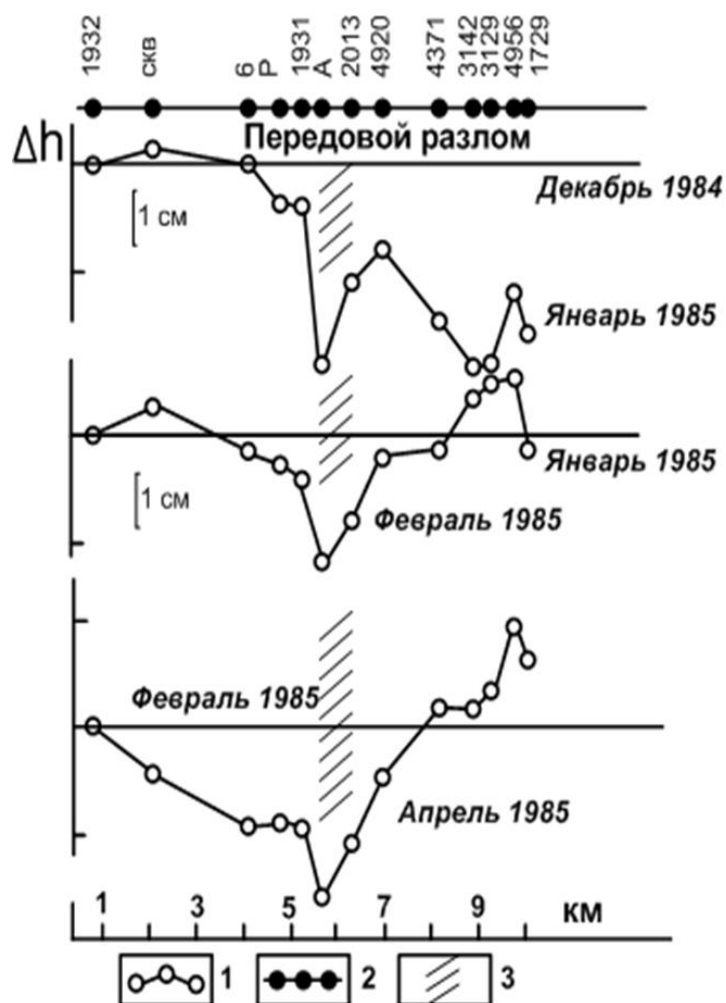 1932 скв 6 Р 1931 А 2013 4920 4371 3142 3129 4956 1729
Δh
Передовой разлом
Декабрь 1984
1 см
Январь 1985
Январь 1985
1 см
Февраль 1985
Февраль 1985
Апрель 1985
1 3 5 7 9 км
1 2 3